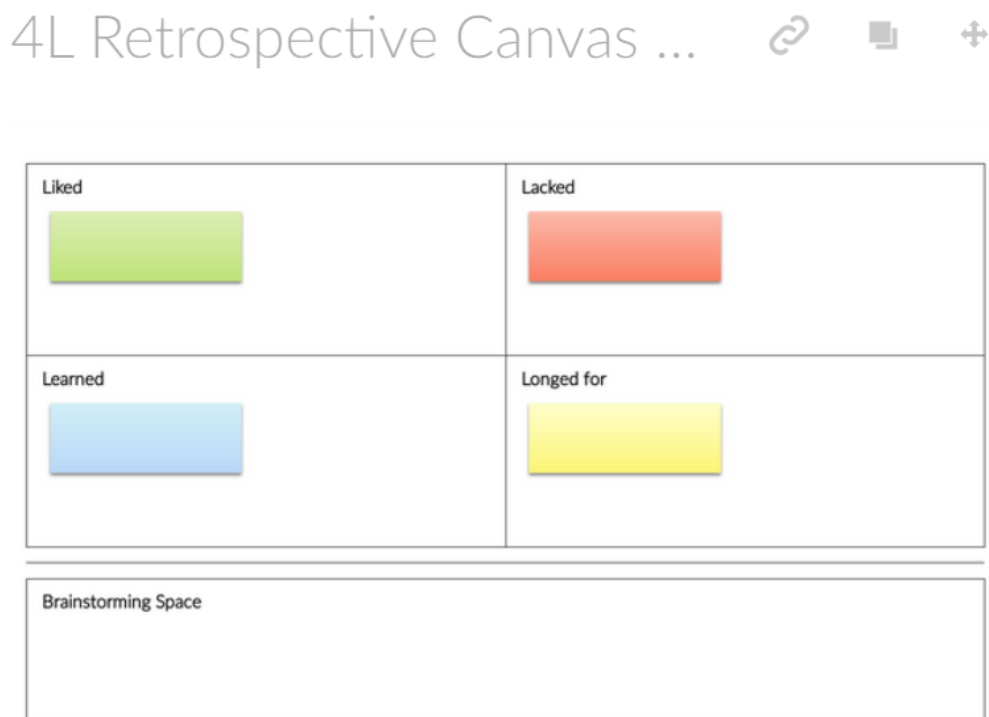 4L Retrospective Canvas ...
Liked
Lacked
Learned
Longed for
Brainstorming Space